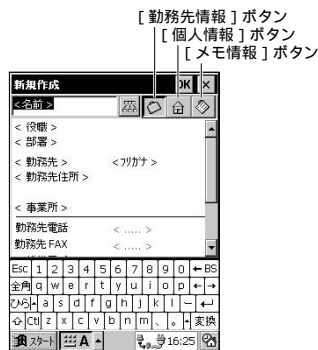 [ 勤務先情報 ] ボタン
[ 個人情報 ] ボタン
[ メモ情報 ] ボタン
新規作成 OK ×
<名前>
< 役職 >
< 部署 >
< 勤務先 > <フリガナ>
< 勤務先住所 >
< 事業所 >
勤務先電話 < ..... >
勤務先 FAX < ..... >
Esc 1 2 3 4 5 6 7 8 9 0 ←BS
全角 q w e r t y u i o p ← →
ひら a s d f g h j k l ー ↵
⇧ Ctl z x c v b n m 、 。 変換
スタート A 16:25